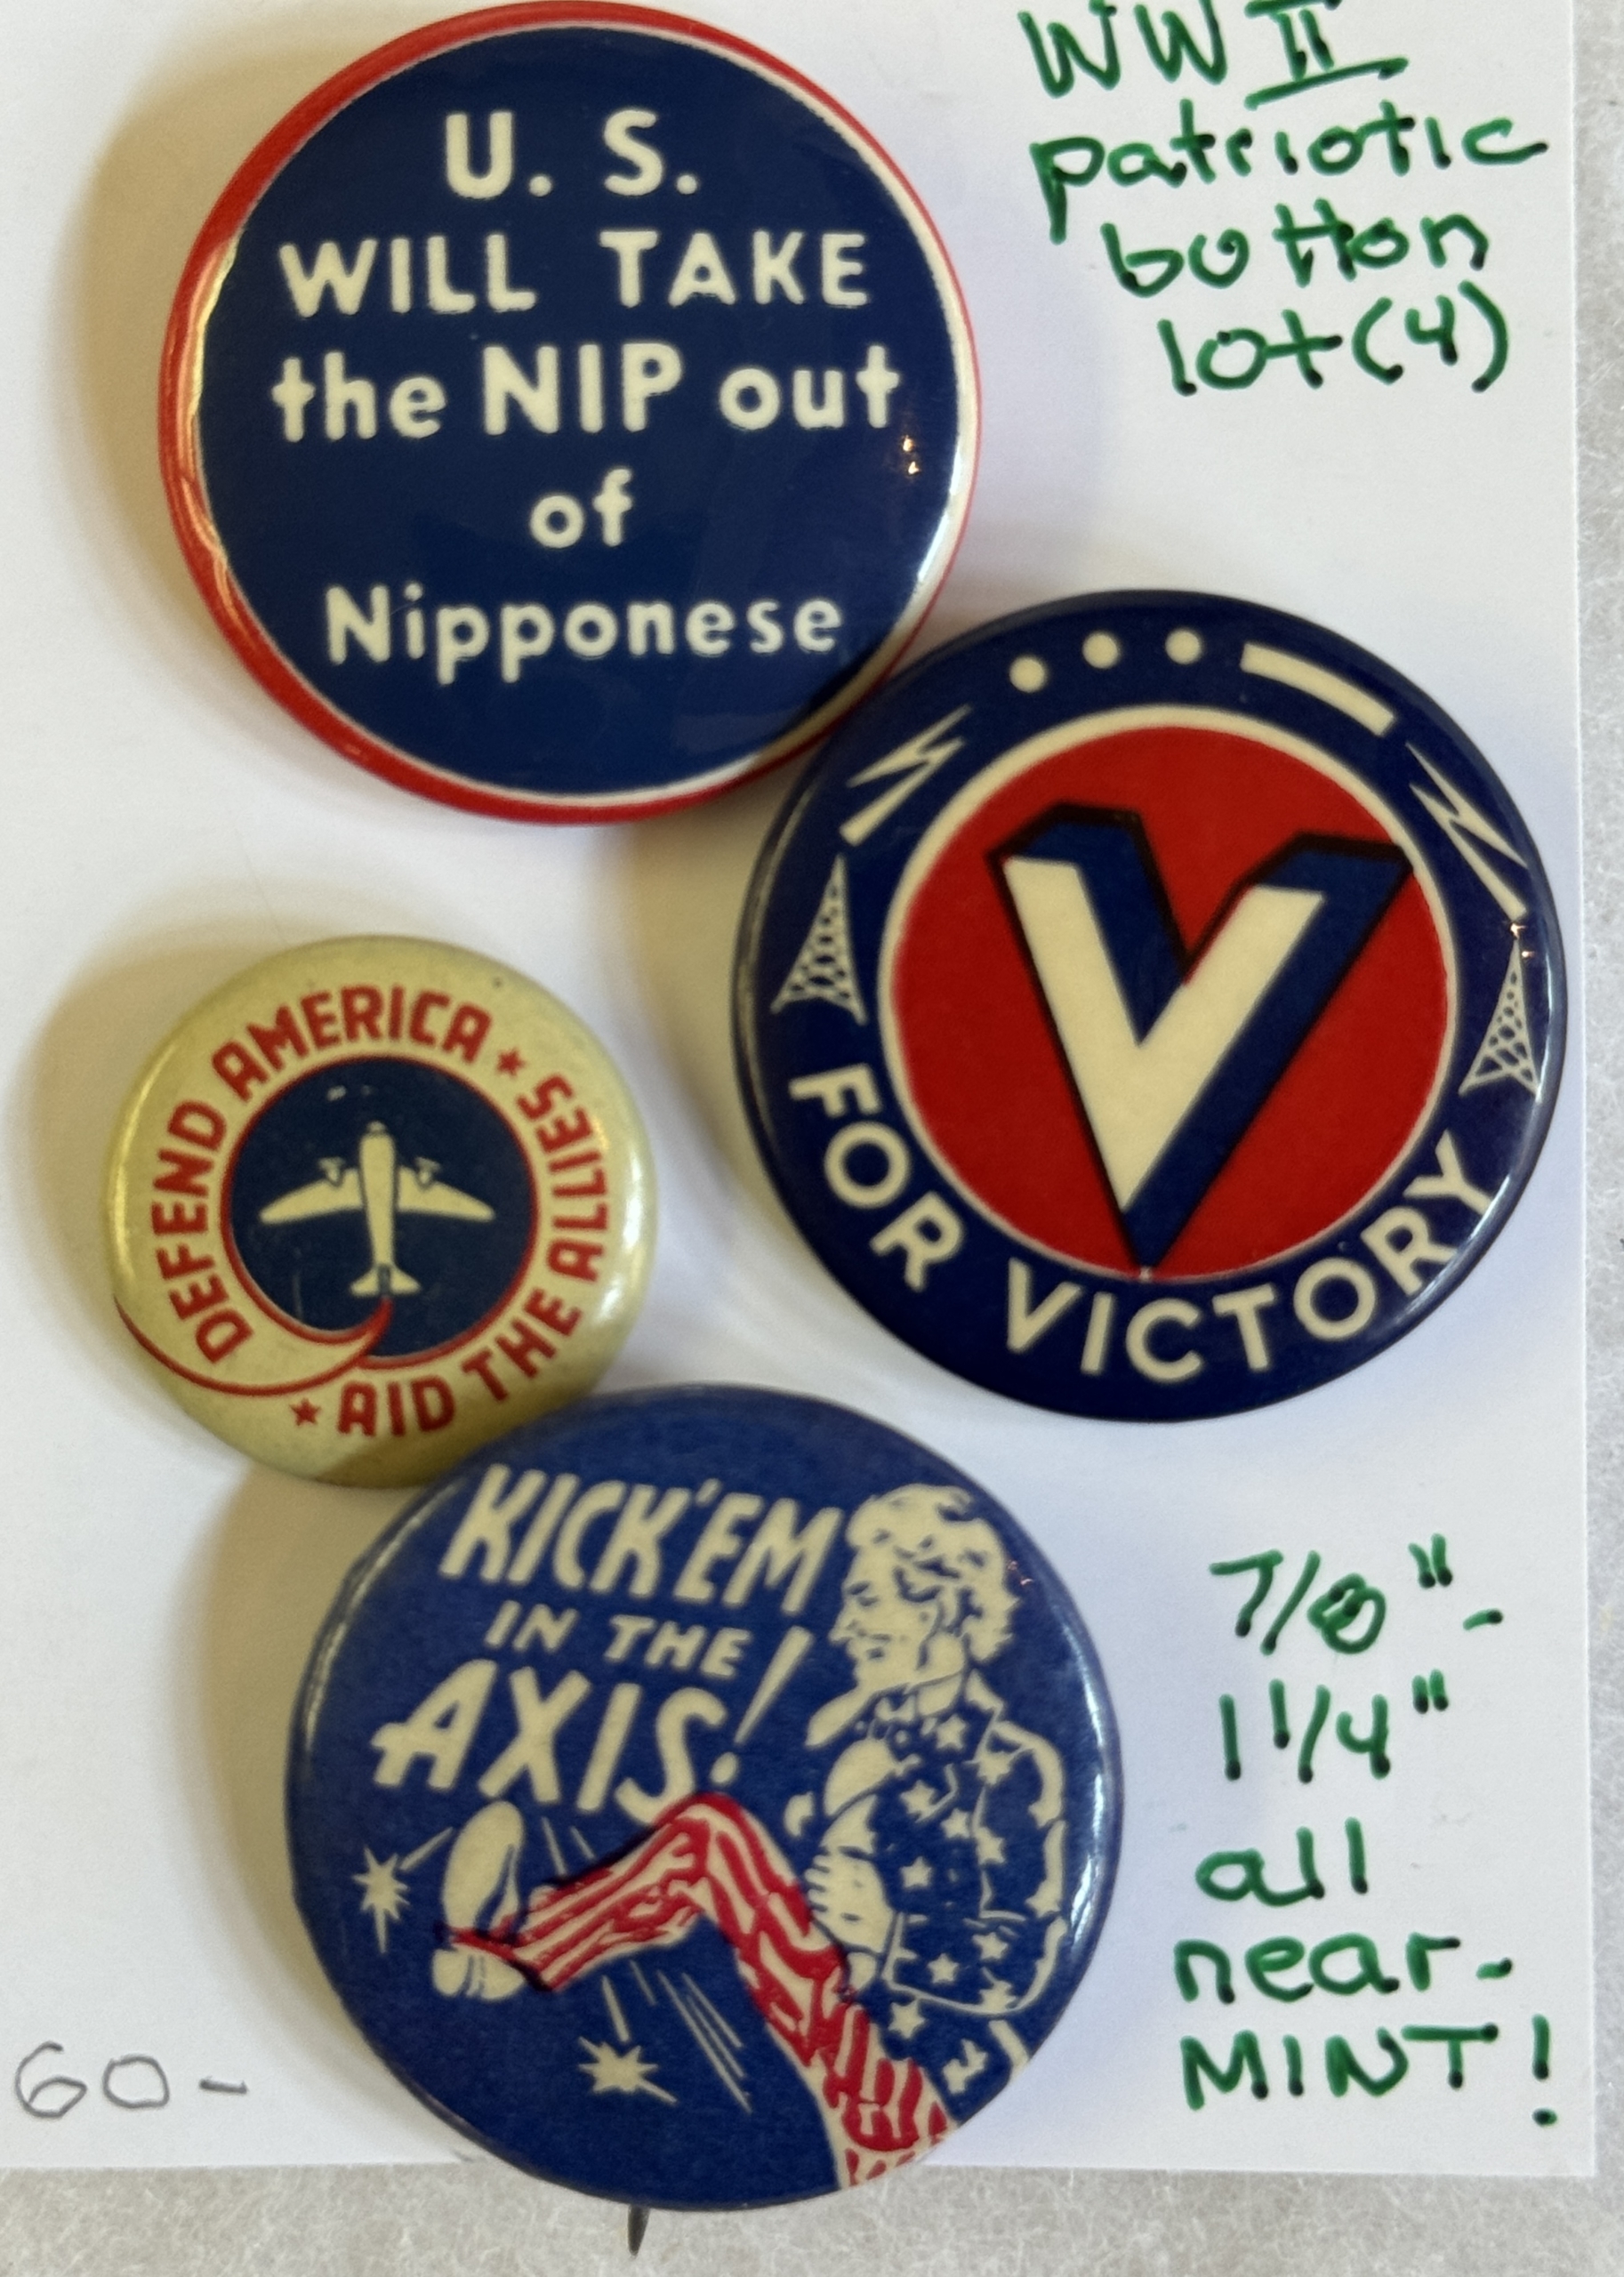 U. S.
WILL TAKE
the NIP out
of
Nipponese
WW II
patriotic
button
lot (4)
V
FOR VICTORY
DEFEND AMERICA ★ AID THE ALLIES ★
KICK'EM
IN THE
AXIS!
7/8"-
1 1/4"
all
near-
MINT!
60-